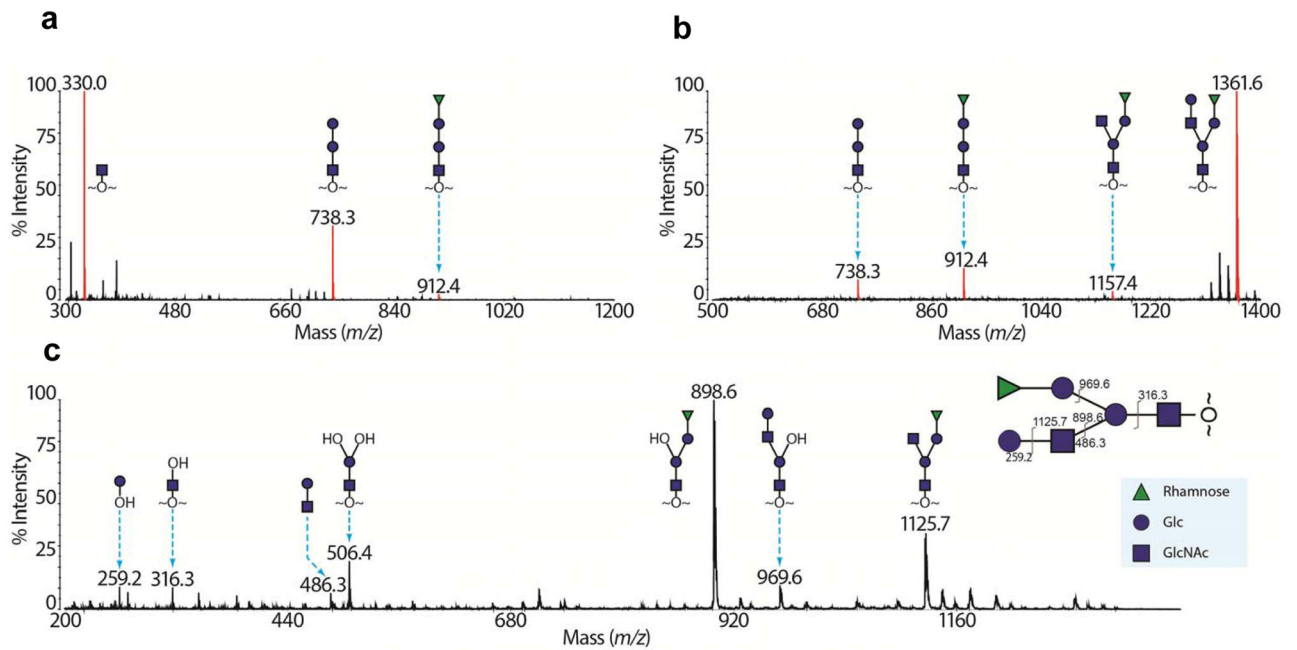 a
b
100
75
50
25
0
% Intensity
330.0
738.3
912.4
~O~
~O~
~O~
300
480
660
840
1020
1200
Mass (m/z)
100
75
50
25
0
% Intensity
1361.6
738.3
912.4
1157.4
~O~
~O~
~O~
~O~
500
680
860
1040
1220
1400
Mass (m/z)
c
100
75
50
25
0
% Intensity
OH
259.2
OH
~O~
316.3
486.3
HO OH
~O~
506.4
898.6
HO
~O~
OH
~O~
969.6
~O~
1125.7
200
440
680
920
1160
Mass (m/z)
969.6
316.3
1125.7
898.6
486.3
259.2
~O~
Rhamnose
Glc
GlcNAc